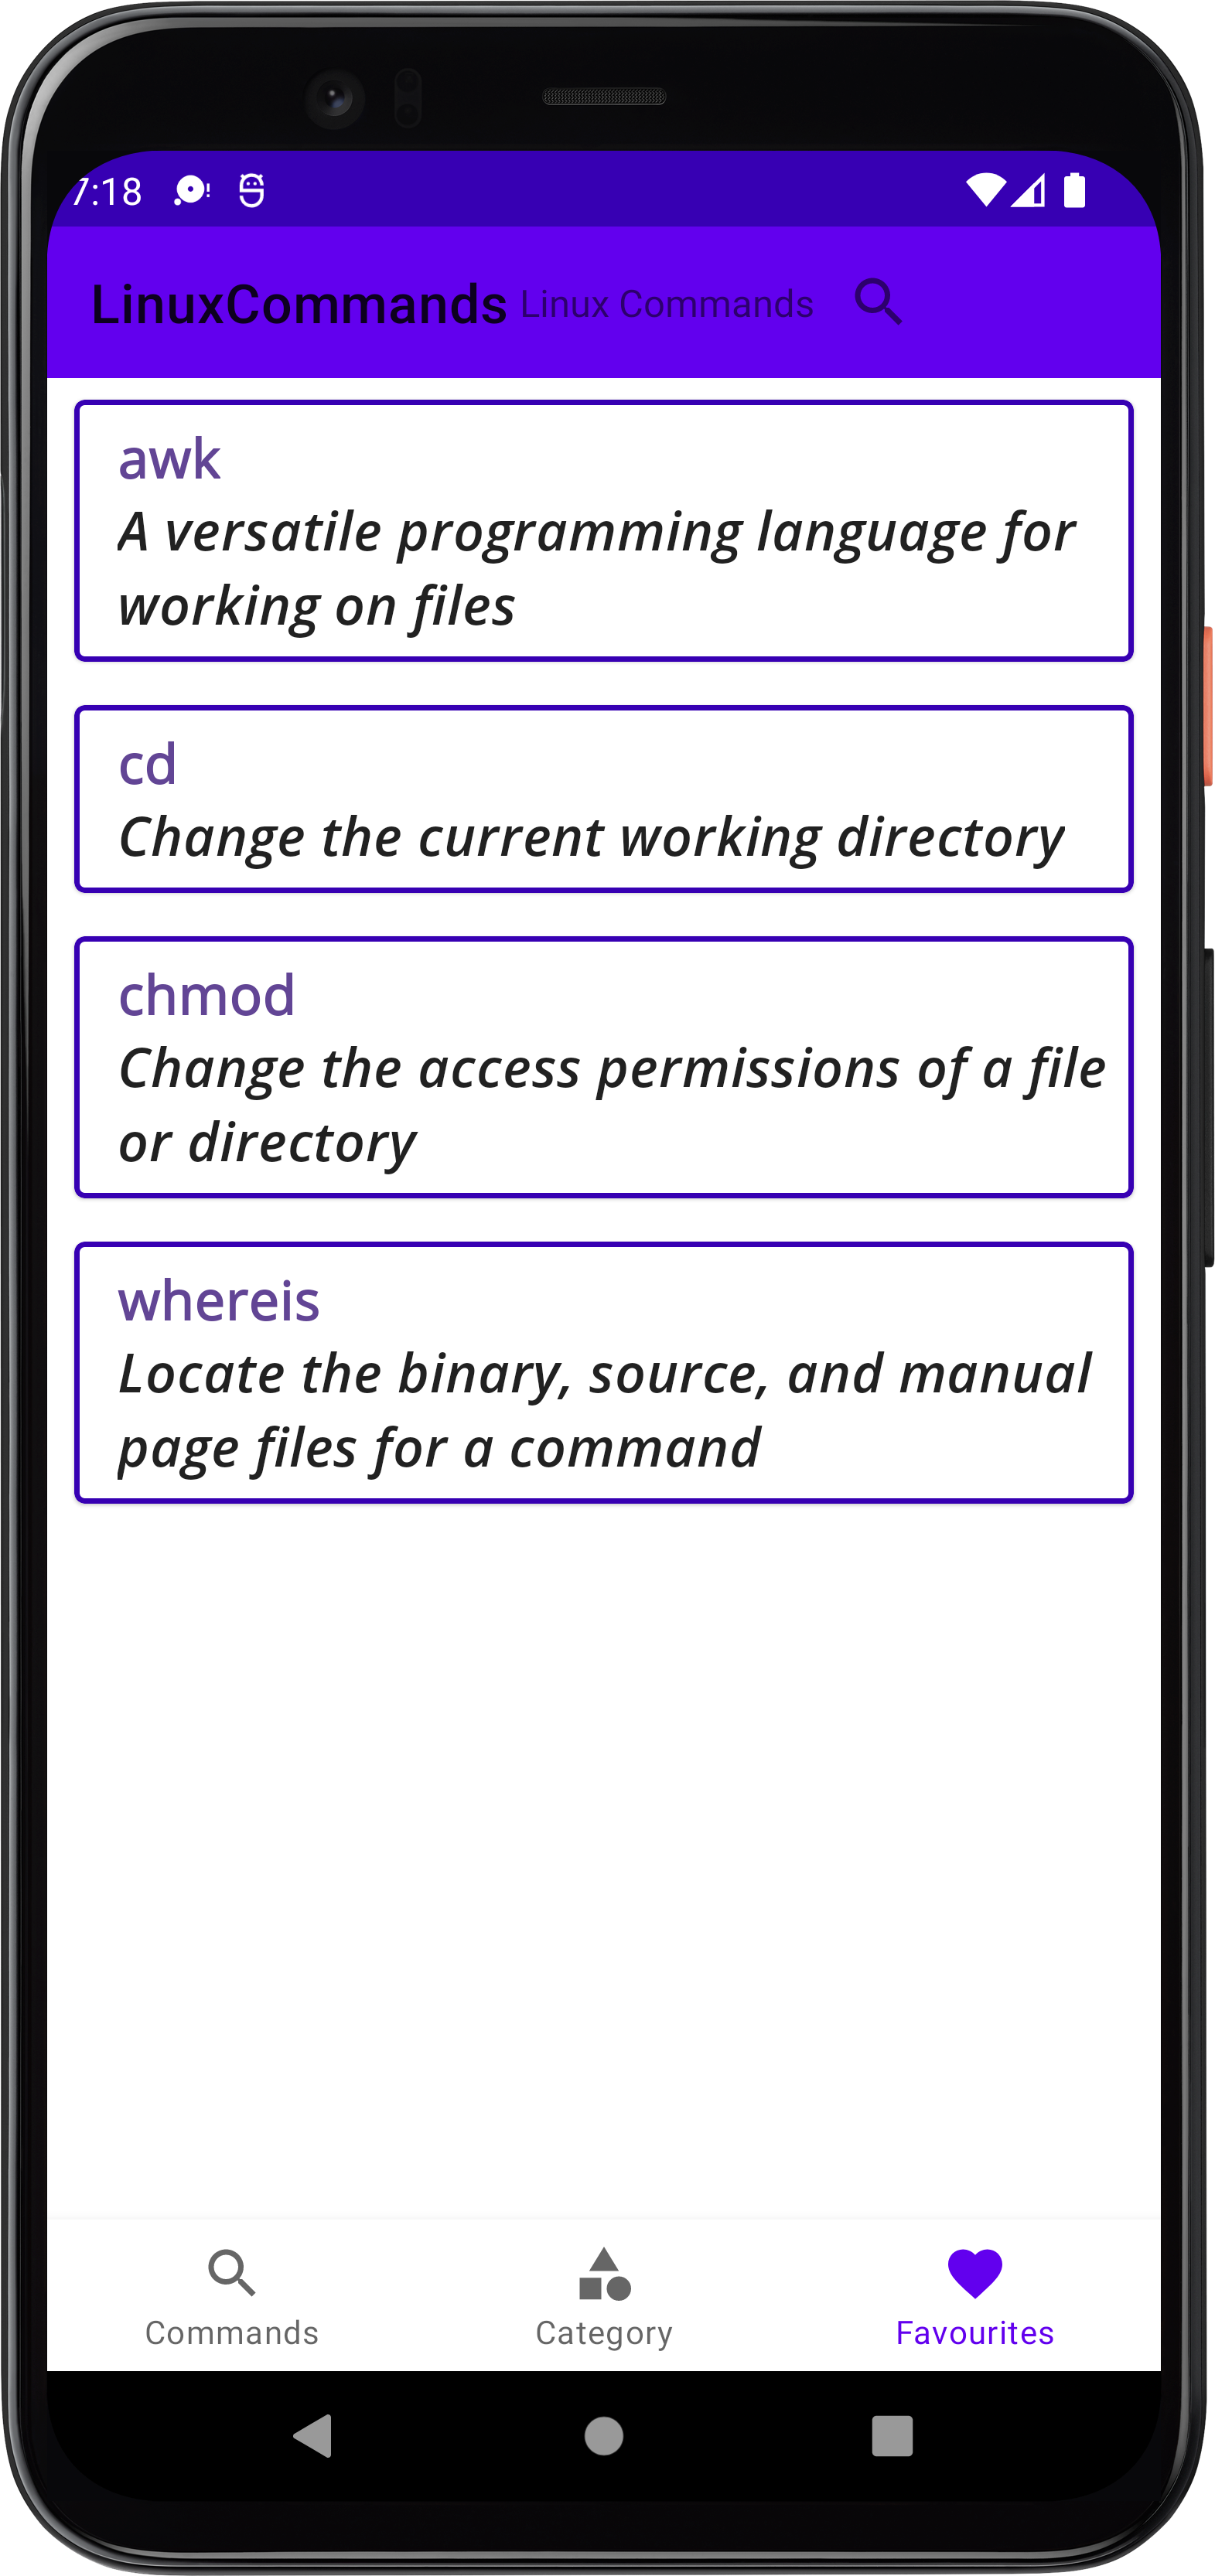 7:18
LinuxCommands Linux Commands
awk
A versatile programming language for
working on files
cd
Change the current working directory
chmod
Change the access permissions of a file
or directory
whereis
Locate the binary, source, and manual
page files for a command
Commands Category Favourites